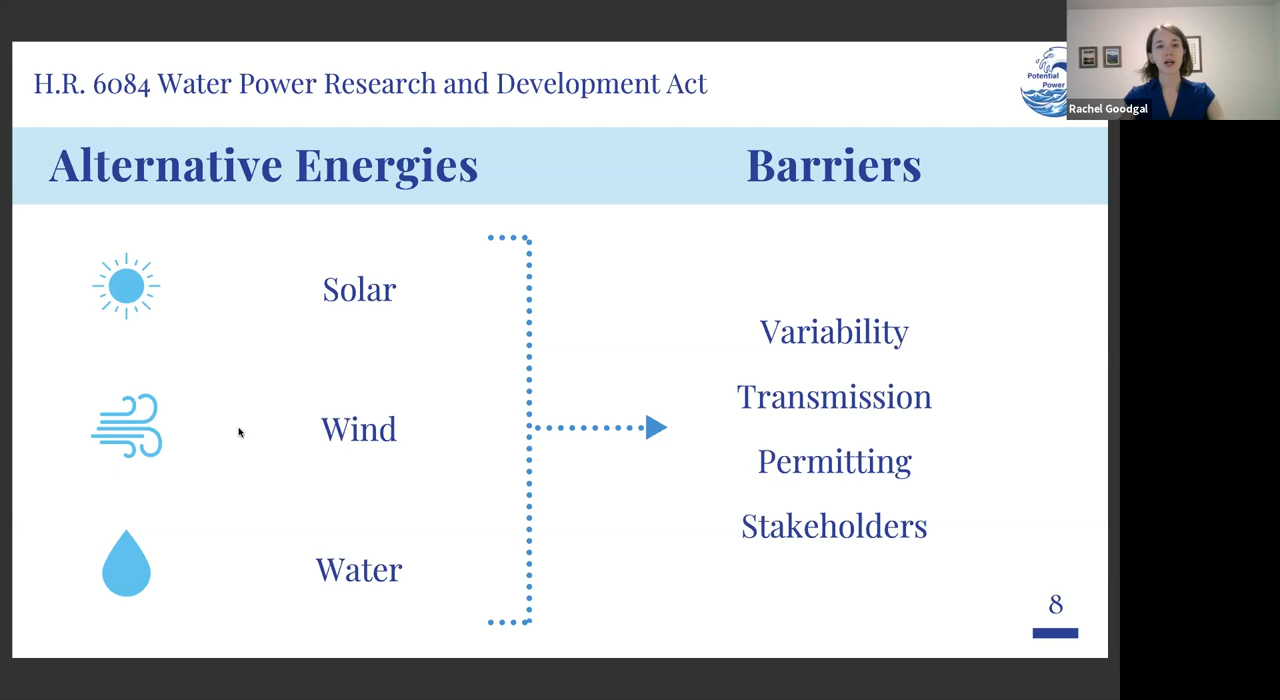 H.R. 6084 Water Power Research and Development Act
Potential
Power
Rachel Goodgal
Alternative Energies
Barriers
Solar
Wind
Water
Variability
Transmission
Permitting
Stakeholders
8